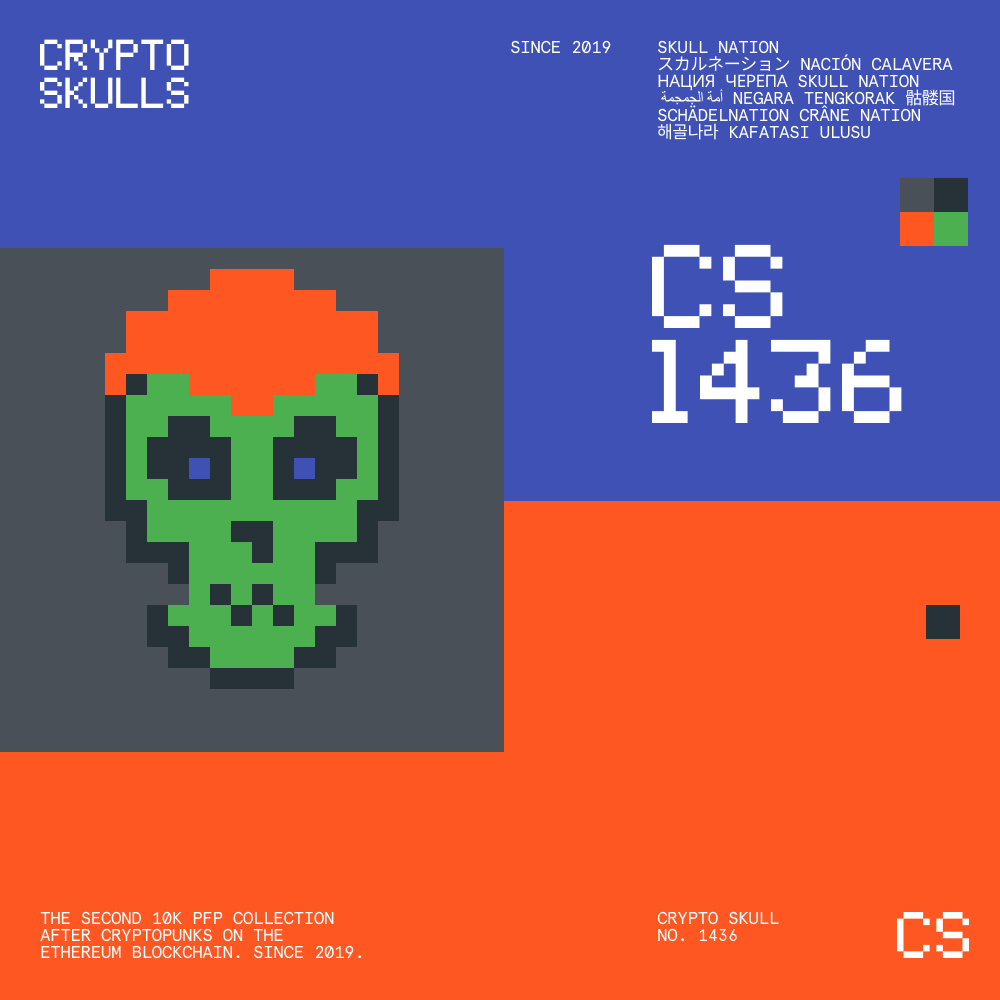 CRYPTO
SKULLS
SINCE 2019
SKULL NATION
スカルネーション NACIÓN CALAVERA
НАЦИЯ ЧЕРЕПА SKULL NATION
أمة الجمجمة NEGARA TENGKORAK 骷髅国
SCHÄDELNATION CRÂNE NATION
해골나라 KAFATASI ULUSU
CS
1436
THE SECOND 10K PFP COLLECTION
AFTER CRYPTOPUNKS ON THE
ETHEREUM BLOCKCHAIN. SINCE 2019.
CRYPTO SKULL
NO. 1436
CS